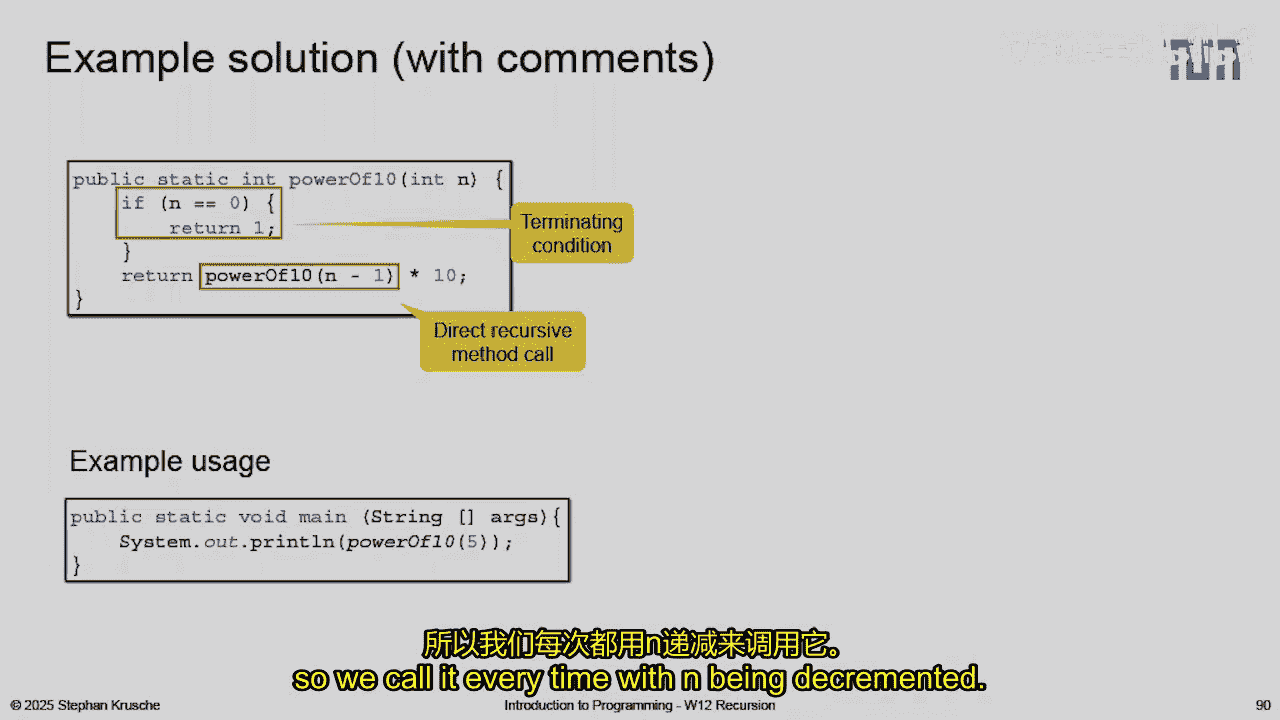 Example solution (with comments)
public static int powerOf10(int n) {
if (n == 0) {
return 1;
}
return powerOf10(n - 1) * 10;
}
Terminating
condition
Direct recursive
method call
Example usage
public static void main (String [] args){
System.out.println(powerOf10(5));
}
所以我们每次都用n递减来调用它。
so we call it every time with n being decremented.
© 2025 Stephan Krusche
Introduction to Programming - W12 Recursion
90